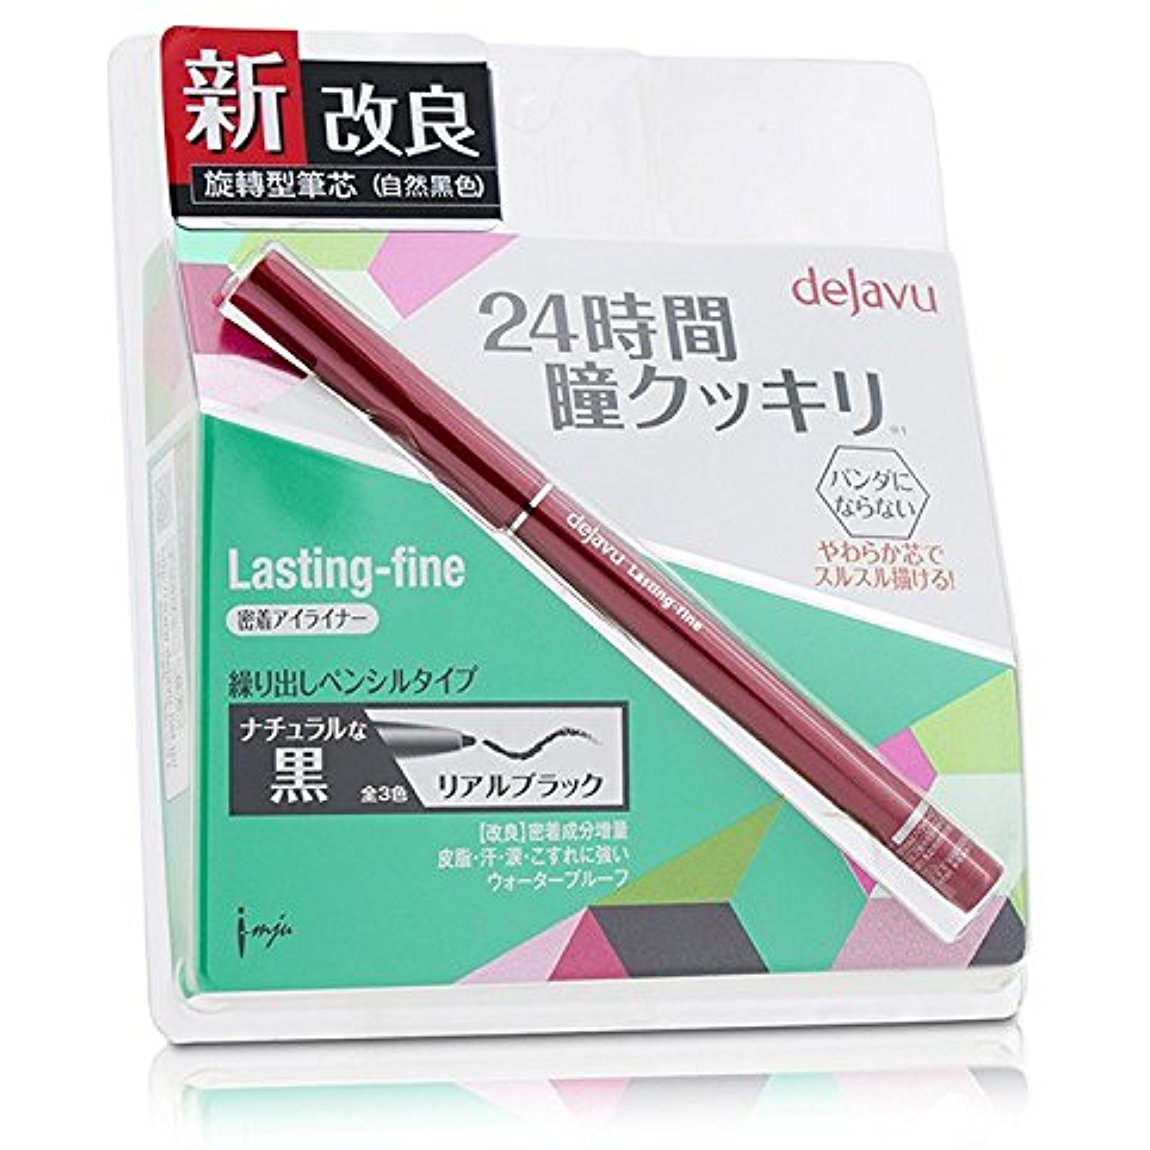 新 改良
旋轉型筆芯 (自然黑色)
dejavu
24時間
瞳クッキリ
※1
パンダに
ならない
やわらか芯で
スルスル描ける!
dejavu Lasting-fine
Lasting-fine
密着アイライナー
繰り出しペンシルタイプ
ナチュラルな
黒
全3色
リアルブラック
【改良】密着成分増量
皮脂・汗・涙・こすれに強い
ウォータープルーフ
imju